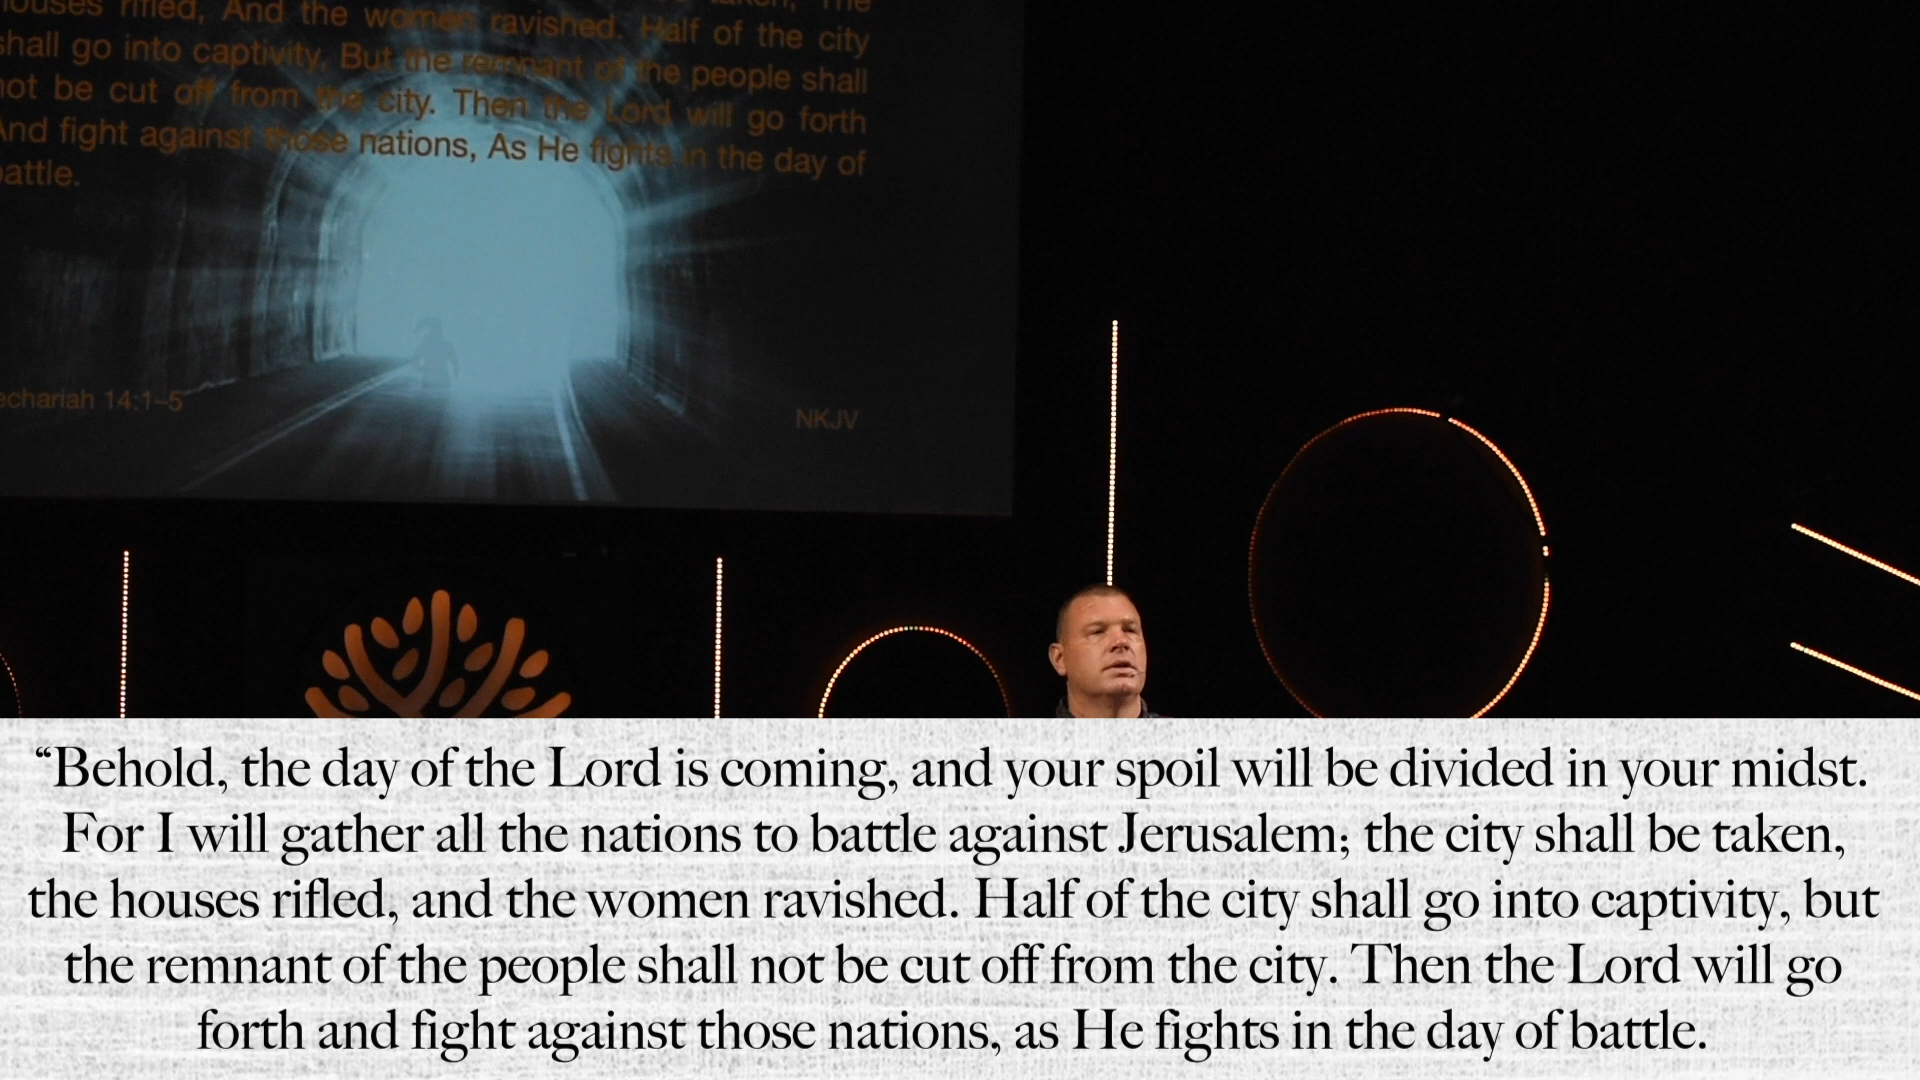 rifled, And the women ravished. Half of the city
shall go into captivity. But the remnant of the people shall
not be cut off from the city. Then the Lord will go forth
And fight against those nations, As He fights in the day of
battle.
echariah 14:1–5
NKJV
“Behold, the day of the Lord is coming, and your spoil will be divided in your midst.
For I will gather all the nations to battle against Jerusalem; the city shall be taken,
the houses rifled, and the women ravished. Half of the city shall go into captivity, but
the remnant of the people shall not be cut off from the city. Then the Lord will go
forth and fight against those nations, as He fights in the day of battle.